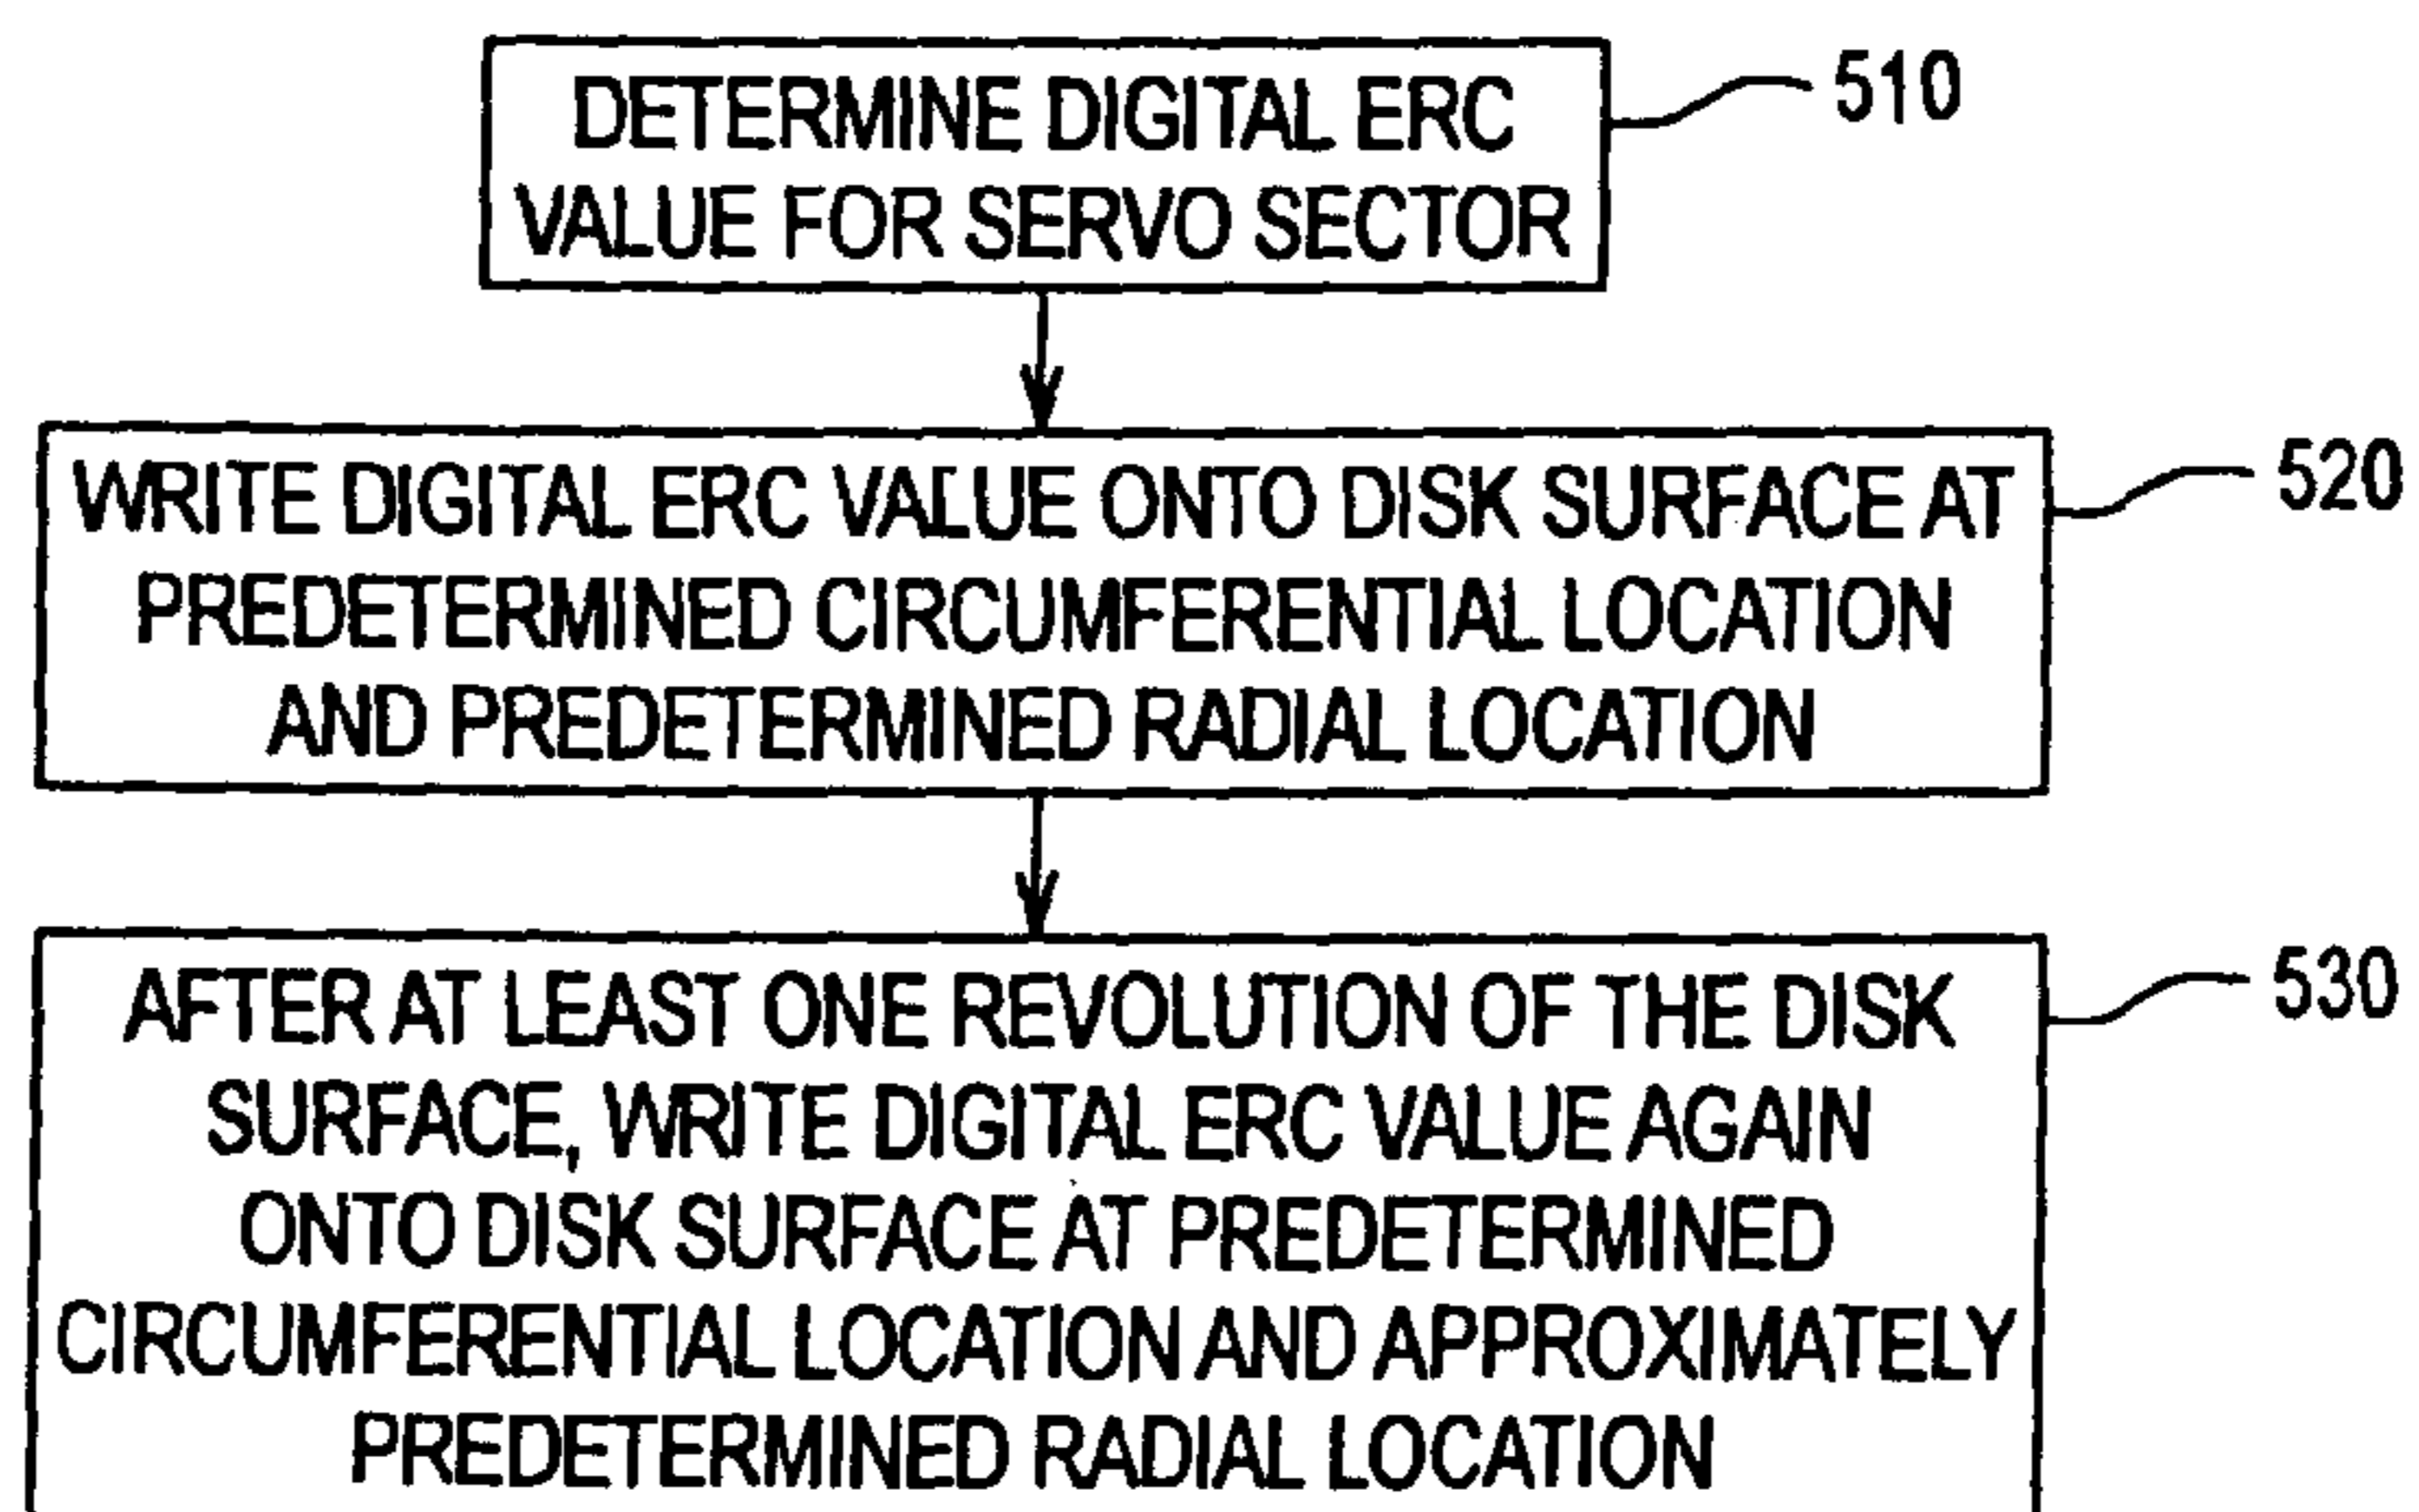 DETERMINE DIGITAL ERC
VALUE FOR SERVO SECTOR
510
WRITE DIGITAL ERC VALUE ONTO DISK SURFACE AT
PREDETERMINED CIRCUMFERENTIAL LOCATION
AND PREDETERMINED RADIAL LOCATION
520
AFTER AT LEAST ONE REVOLUTION OF THE DISK
SURFACE, WRITE DIGITAL ERC VALUE AGAIN
ONTO DISK SURFACE AT PREDETERMINED
CIRCUMFERENTIAL LOCATION AND APPROXIMATELY
PREDETERMINED RADIAL LOCATION
530